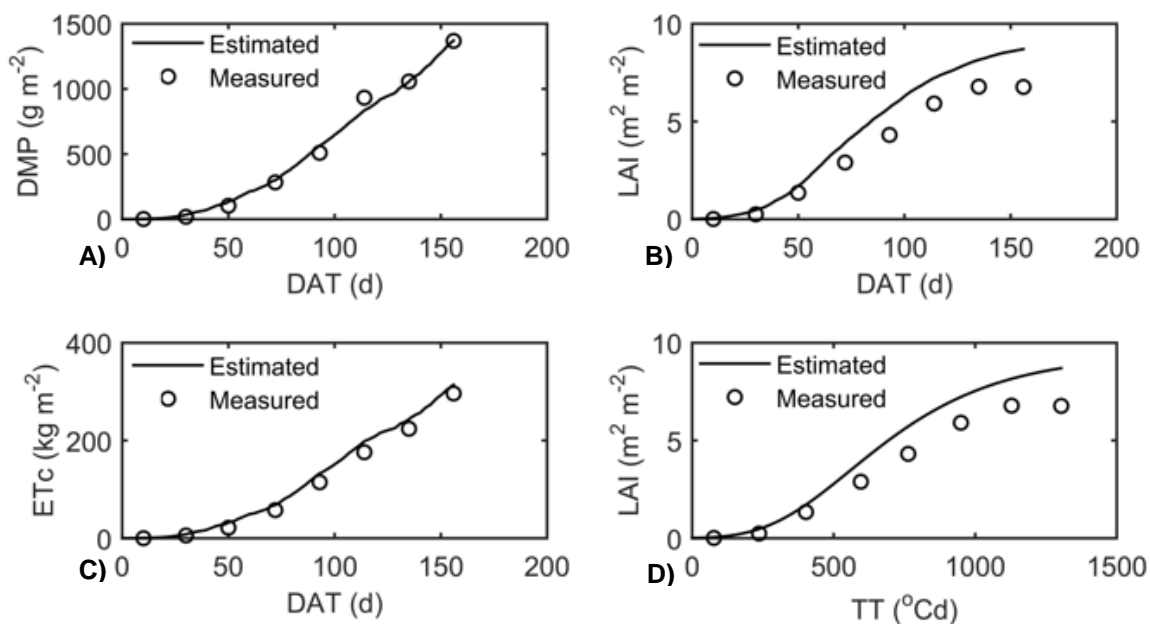 1500
1000
500
0
DMP (g m-2)
Estimated
Measured
0 50 100 150 200
A)
DAT (d)
10
5
0
LAI (m2 m-2)
Estimated
Measured
0 50 100 150 200
B)
DAT (d)
400
200
0
ETc (kg m-2)
Estimated
Measured
0 50 100 150 200
C)
DAT (d)
10
5
0
LAI (m2 m-2)
Estimated
Measured
0 500 1000 1500
D)
TT (oCd)